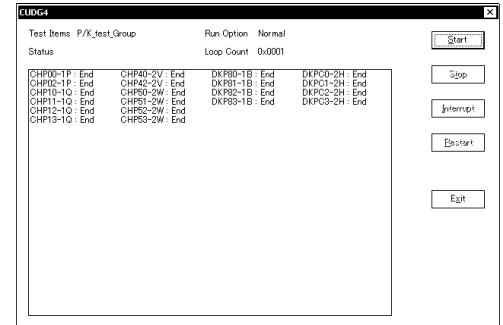 CUDG4
Test Items P/K_test_Group Run Option Normal
Status Loop Count 0x0001
CHP00-1P : End CHP40-2V : End DKP80-1B : End DKPC0-2H : End
CHP02-1P : End CHP42-2V : End DKP81-1B : End DKPC1-2H : End
CHP10-1Q : End CHP50-2W : End DKP82-1B : End DKPC2-2H : End
CHP11-1Q : End CHP51-2W : End DKP83-1B : End DKPC3-2H : End
CHP12-1Q : End CHP52-2W : End
CHP13-1Q : End CHP53-2W : End
Start
Stop
Interrupt
Restart
Exit